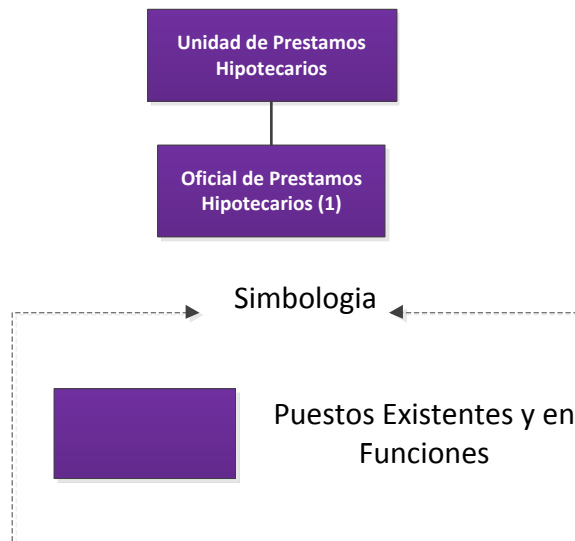 Unidad de Prestamos
Hipotecarios
Oficial de Prestamos
Hipotecarios (1)
Simbologia
Puestos Existentes y en
Funciones